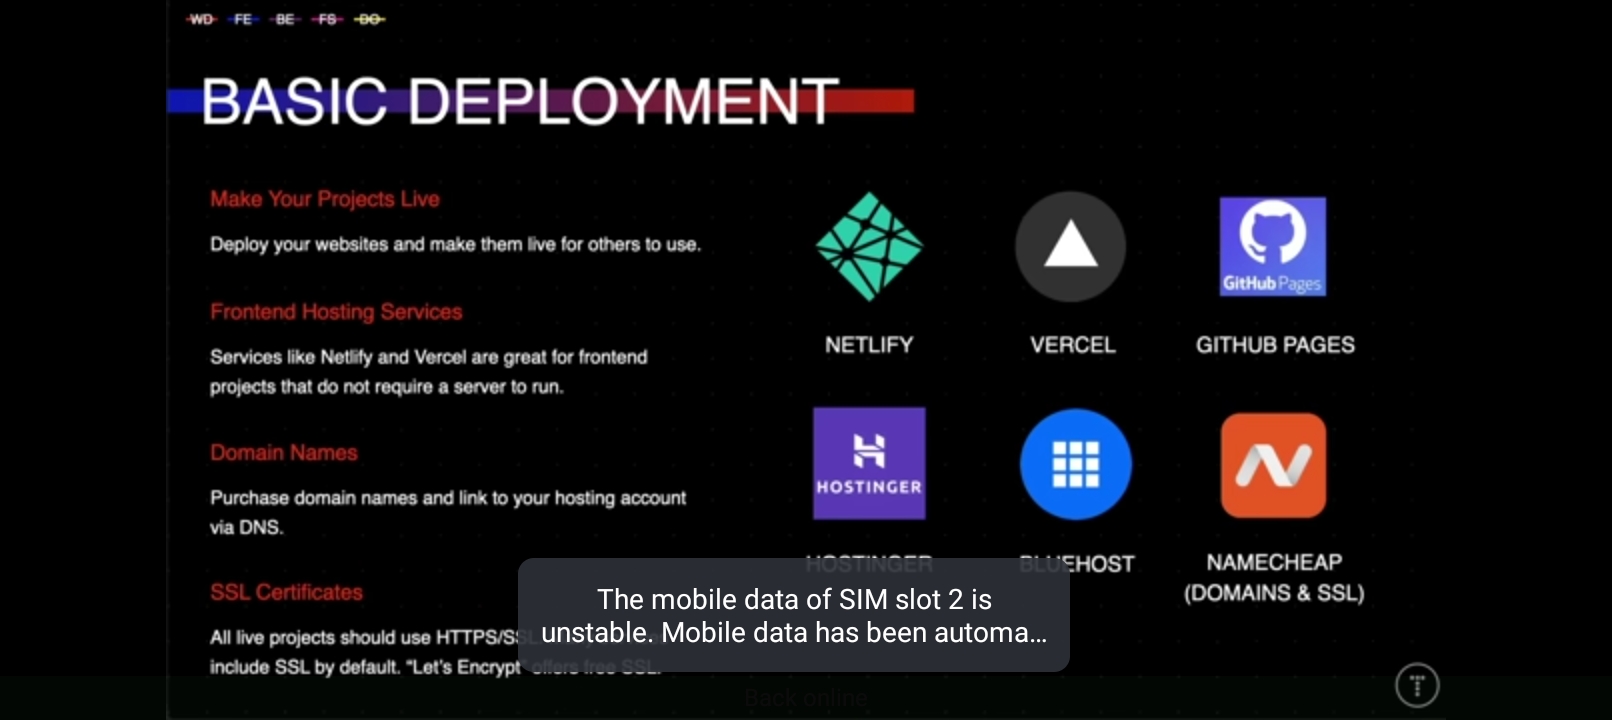 WD FE BE FS DO
BASIC DEPLOYMENT
Make Your Projects Live
Deploy your websites and make them live for others to use.
Frontend Hosting Services
Services like Netlify and Vercel are great for frontend
projects that do not require a server to run.
Domain Names
Purchase domain names and link to your hosting account
via DNS.
SSL Certificates
All live projects should use HTTPS/SS
include SSL by default. “Let's Encrypt” offers free SSL.
GitHub Pages
NETLIFY VERCEL GITHUB PAGES
HOSTINGER
HOSTINGER BLUEHOST NAMECHEAP
(DOMAINS & SSL)
The mobile data of SIM slot 2 is
unstable. Mobile data has been automa...
Back online